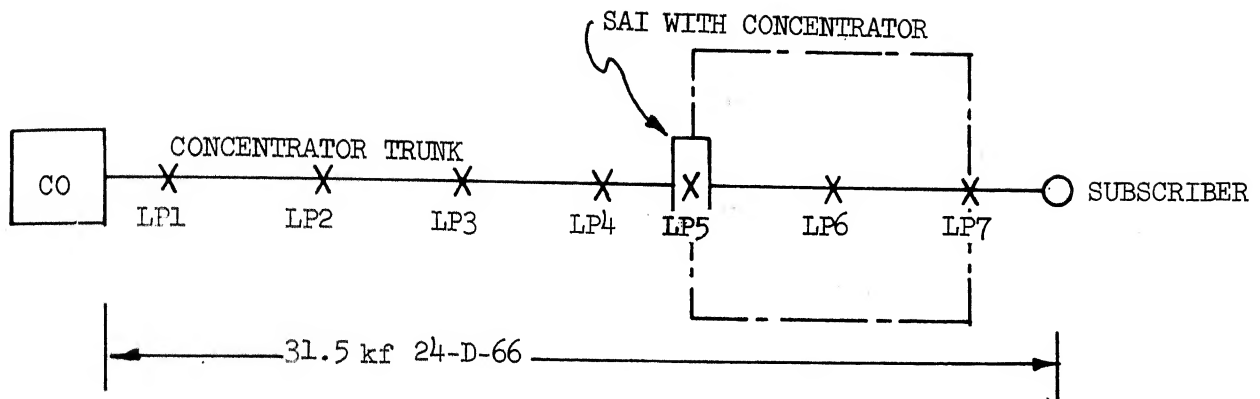 SAI WITH CONCENTRATOR
CONCENTRATOR TRUNK
CO
SUBSCRIBER
LP1
LP2
LP3
LP4
LP5
LP6
LP7
31.5 kf 24-D-66